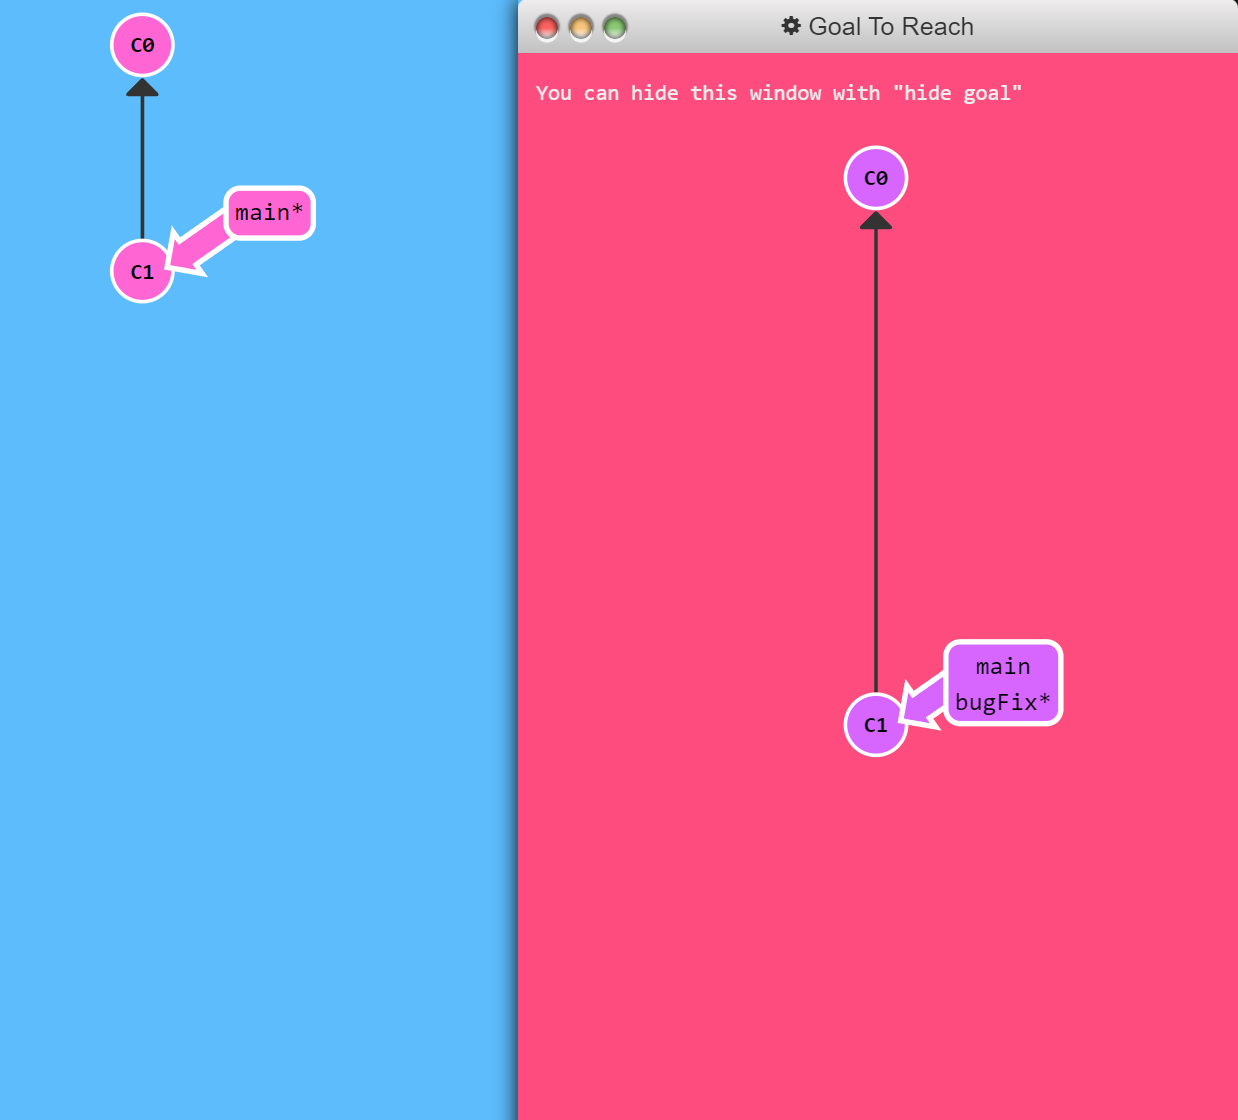 C0
main*
C1
Goal To Reach
You can hide this window with "hide goal"
C0
main
bugFix*
C1